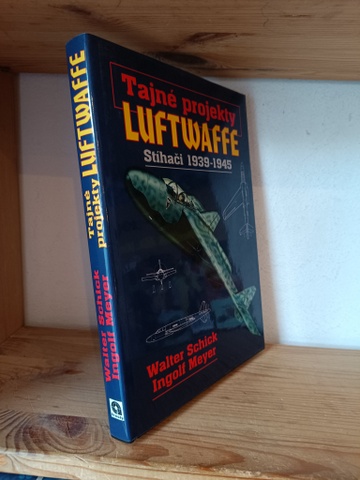 Tajné projekty
LUFTWAFFE
Stíhači 1939-1945
Walter Schick
Ingolf Meyer
Tajné
projekty LUFTWAFFE
Walter Schick
Ingolf Meyer